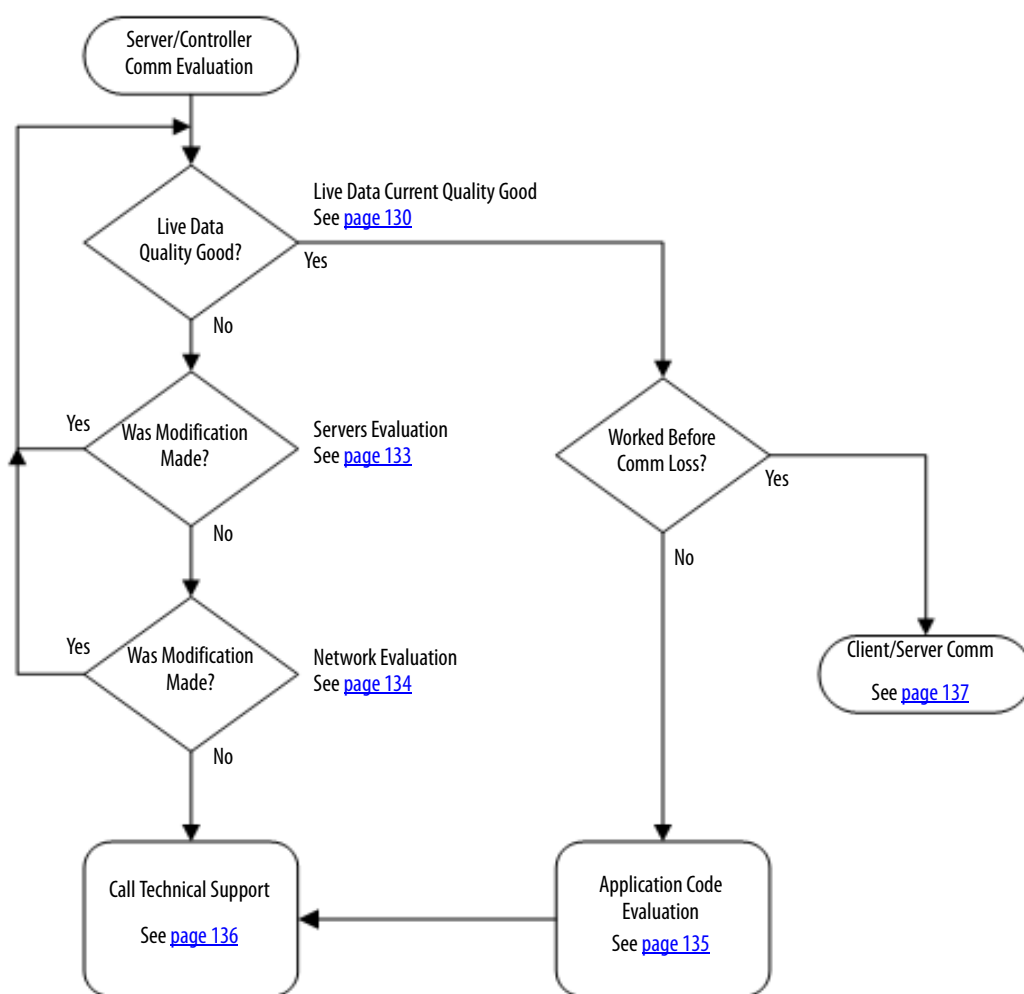 Server/Controller
Comm Evaluation
Live Data Current Quality Good
See page 130
Live Data
Quality Good?
Yes
No
Yes
Was Modification
Made?
Servers Evaluation
See page 133
Worked Before
Comm Loss?
Yes
No
No
Yes
Was Modification
Made?
Network Evaluation
See page 134
Client/Server Comm
See page 137
No
Call Technical Support
See page 136
Application Code
Evaluation
See page 135